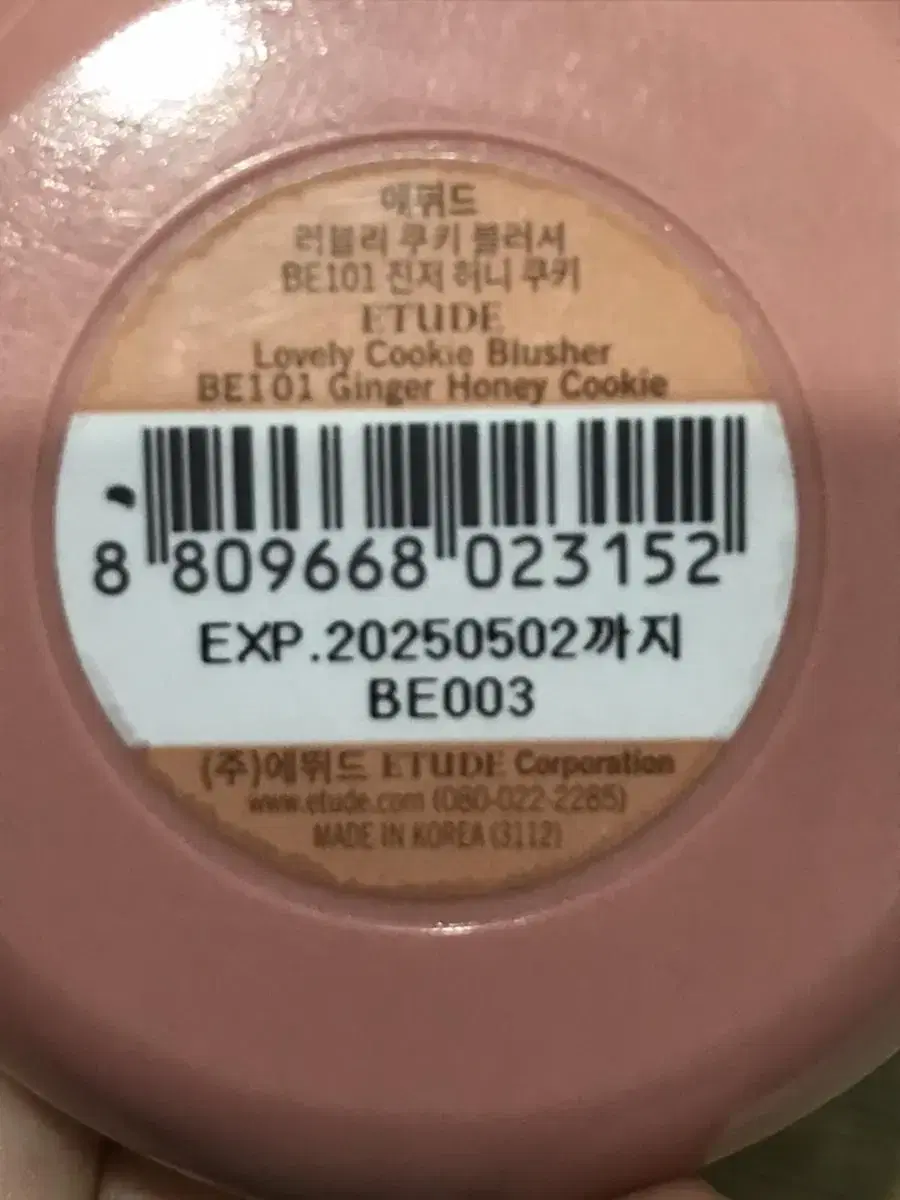 에뛰드
러블리 쿠키 블러셔
BE101 진저 허니 쿠키
ETUDE
Lovely Cookie Blusher
BE101 Ginger Honey Cookie
8 809668 023152
EXP.20250502까지
BE003
(주)에뛰드 ETUDE Corporation
www.etude.com (080-022-2285)
MADE IN KOREA (3112)